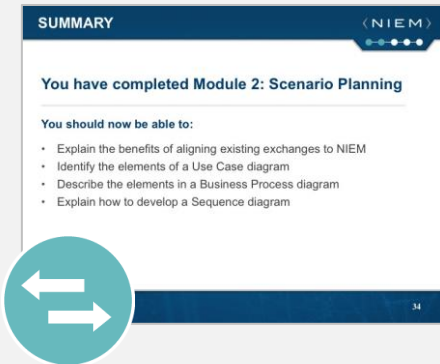 SUMMARY
〈NIEM〉
You have completed Module 2: Scenario Planning
You should now be able to:
• Explain the benefits of aligning existing exchanges to NIEM
• Identify the elements of a Use Case diagram
• Describe the elements in a Business Process diagram
• Explain how to develop a Sequence diagram
34